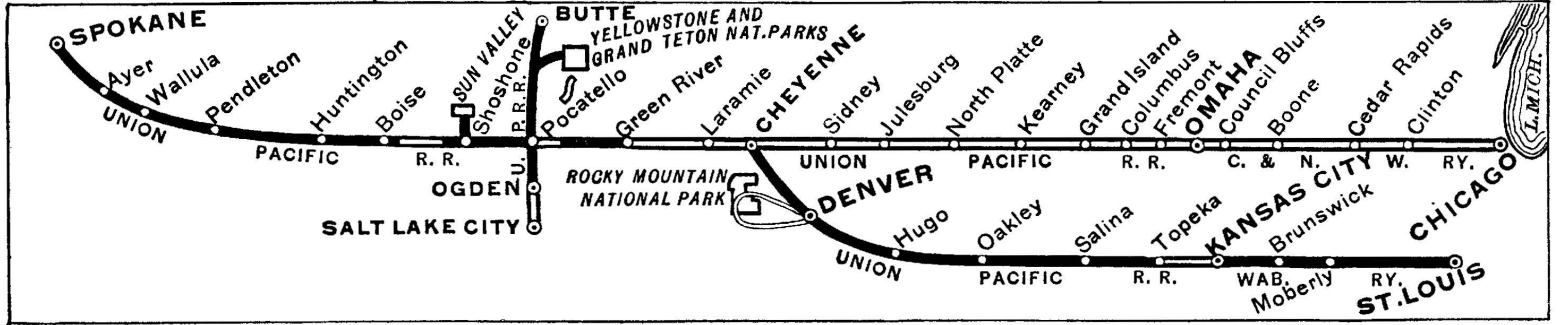 SPOKANE
Ayer
Wallula
Pendleton
Huntington
Boise
SUN VALLEY
Shoshone
BUTTE
YELLOWSTONE AND
GRAND TETON NAT. PARKS
Pocatello
Green River
Laramie
CHEYENNE
Sidney
Julesburg
North Platte
Kearney
Grand Island
Columbus
Fremont
OMAHA
Council Bluffs
Boone
Cedar Rapids
Clinton
L. MICH.
CHICAGO
UNION PACIFIC R. R.
U. P. R. R.
UNION PACIFIC R. R.
C. & N. W. RY.
OGDEN
SALT LAKE CITY
ROCKY MOUNTAIN
NATIONAL PARK
DENVER
Hugo
Oakley
Salina
Topeka
KANSAS CITY
Brunswick
Moberly
ST. LOUIS
UNION PACIFIC R. R.
WAB. RY.